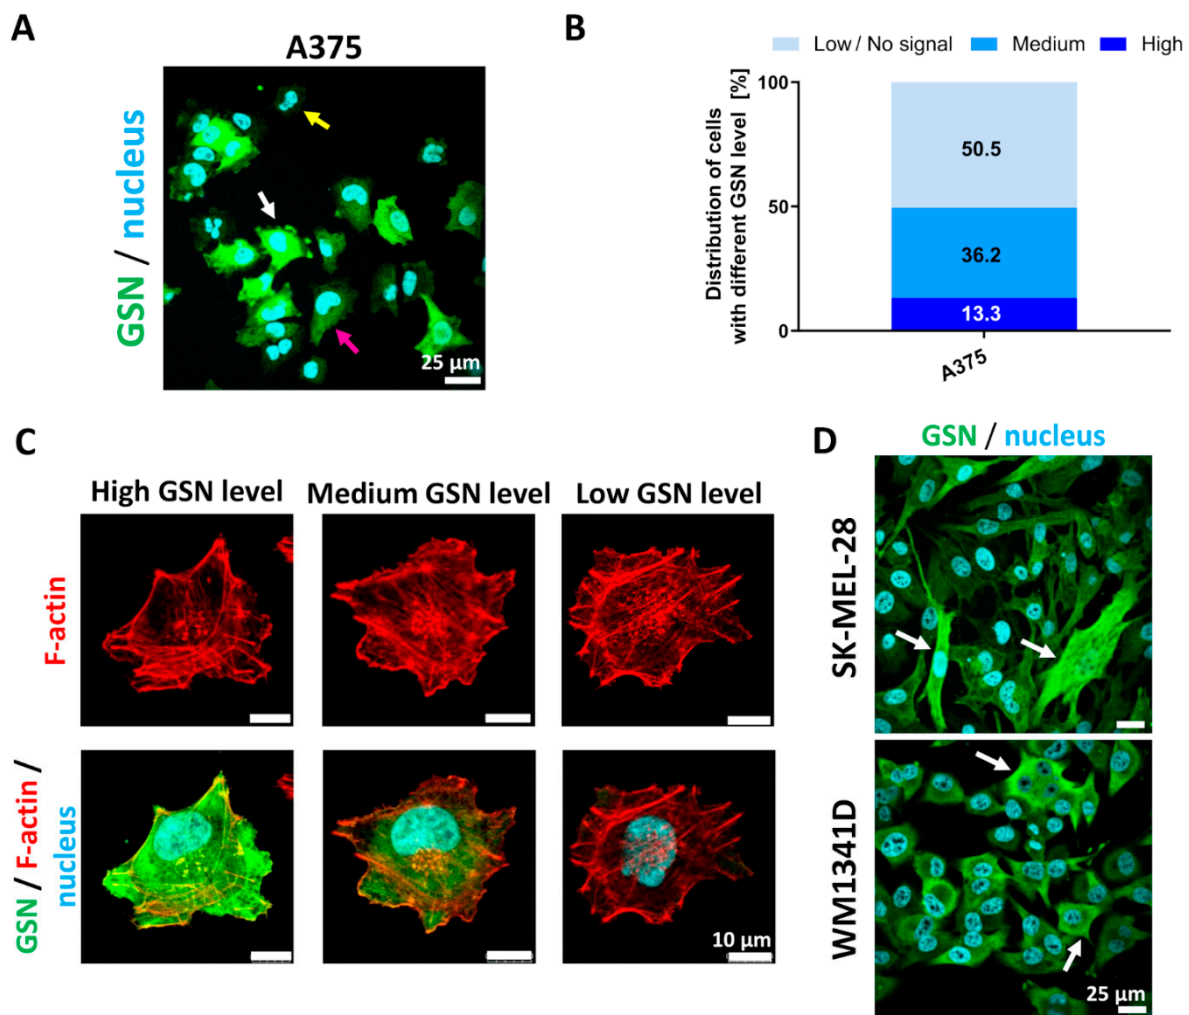 A
A375
GSN / nucleus
25 µm
B
Low / No signal Medium High
Distribution of cells
with different GSN level [%]
100
50
0
50.5
36.2
13.3
A375
C
High GSN level Medium GSN level Low GSN level
F-actin
GSN / F-actin /
nucleus
10 µm
D
GSN / nucleus
SK-MEL-28
WM1341D
25 µm